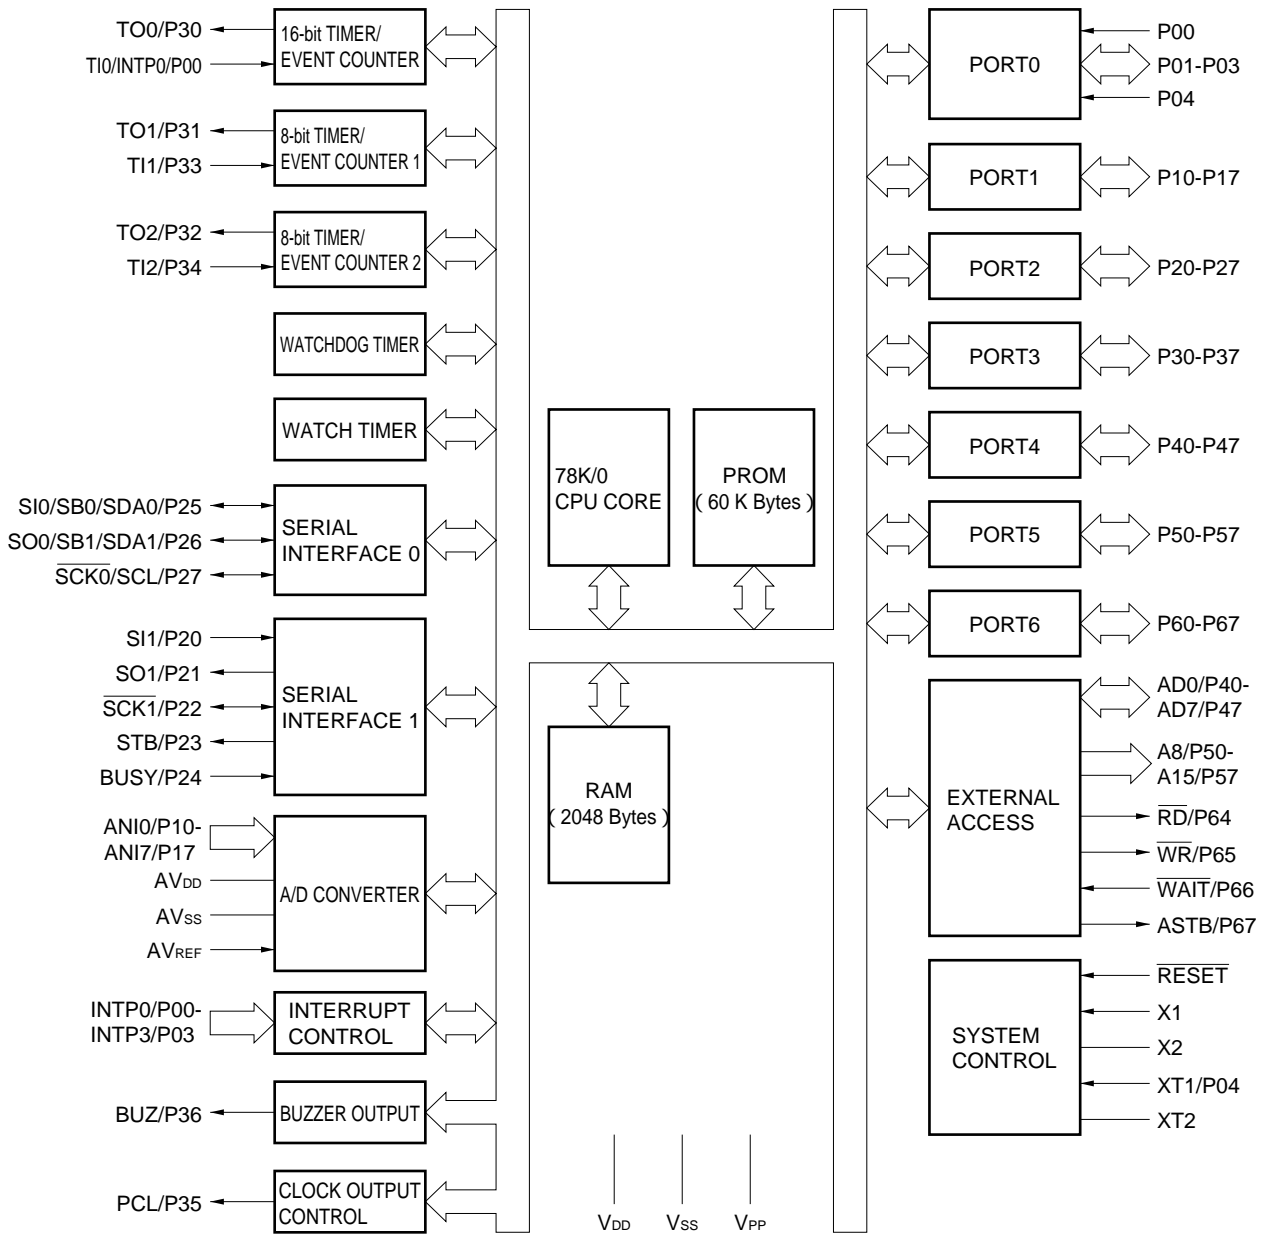 TO0/P30
TI0/INTP0/P00
16-bit TIMER/
EVENT COUNTER
TO1/P31
TI1/P33
8-bit TIMER/
EVENT COUNTER 1
TO2/P32
TI2/P34
8-bit TIMER/
EVENT COUNTER 2
WATCHDOG TIMER
WATCH TIMER
SI0/SB0/SDA0/P25
SO0/SB1/SDA1/P26
SCK0/SCL/P27
SERIAL
INTERFACE 0
SI1/P20
SO1/P21
SCK1/P22
STB/P23
BUSY/P24
SERIAL
INTERFACE 1
ANI0/P10-
ANI7/P17
AVDD
AVSS
AVREF
A/D CONVERTER
INTP0/P00-
INTP3/P03
INTERRUPT
CONTROL
BUZ/P36
BUZZER OUTPUT
PCL/P35
CLOCK OUTPUT
CONTROL
78K/0
CPU CORE
PROM
( 60 K Bytes )
RAM
( 2048 Bytes )
VDD
VSS
VPP
PORT0
P00
P01-P03
P04
PORT1
P10-P17
PORT2
P20-P27
PORT3
P30-P37
PORT4
P40-P47
PORT5
P50-P57
PORT6
P60-P67
EXTERNAL
ACCESS
AD0/P40-
AD7/P47
A8/P50-
A15/P57
RD/P64
WR/P65
WAIT/P66
ASTB/P67
SYSTEM
CONTROL
RESET
X1
X2
XT1/P04
XT2